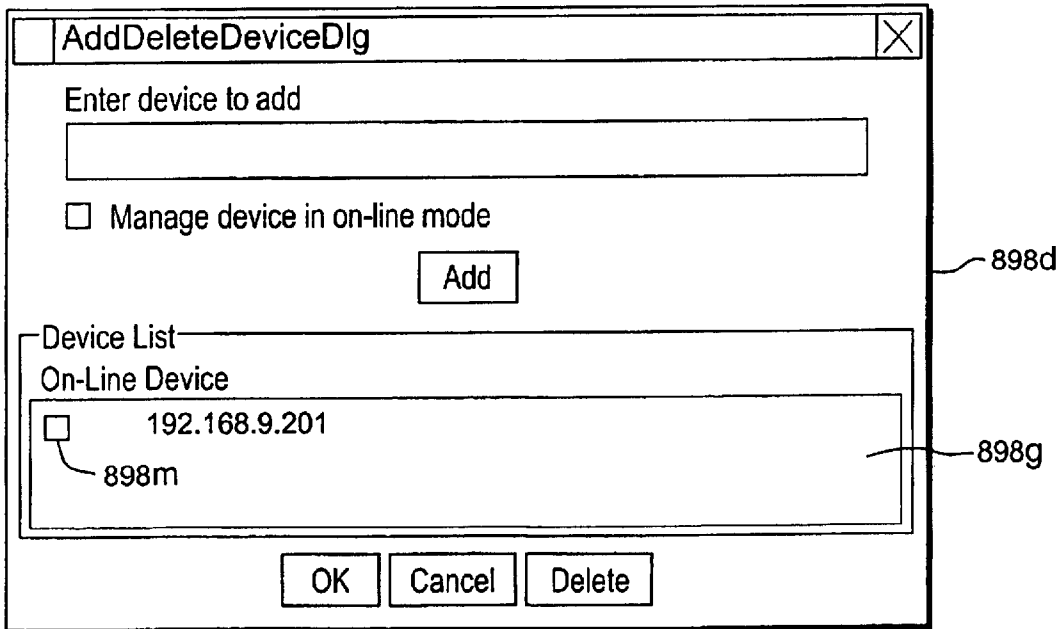 AddDeleteDeviceDlg
Enter device to add
Manage device in on-line mode
Add
898d
Device List
On-Line Device
192.168.9.201
898m
898g
OK Cancel Delete